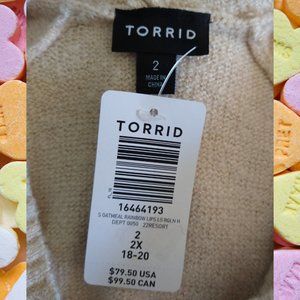 TORRID
2
MADE IN
CHINA
TORRID
16464193
S OATMEAL RAINBOW LIPS LS RGLN H
DEPT 0050 22RESORT
2
2X
18-20
$79.50 USA
$99.50 CAN